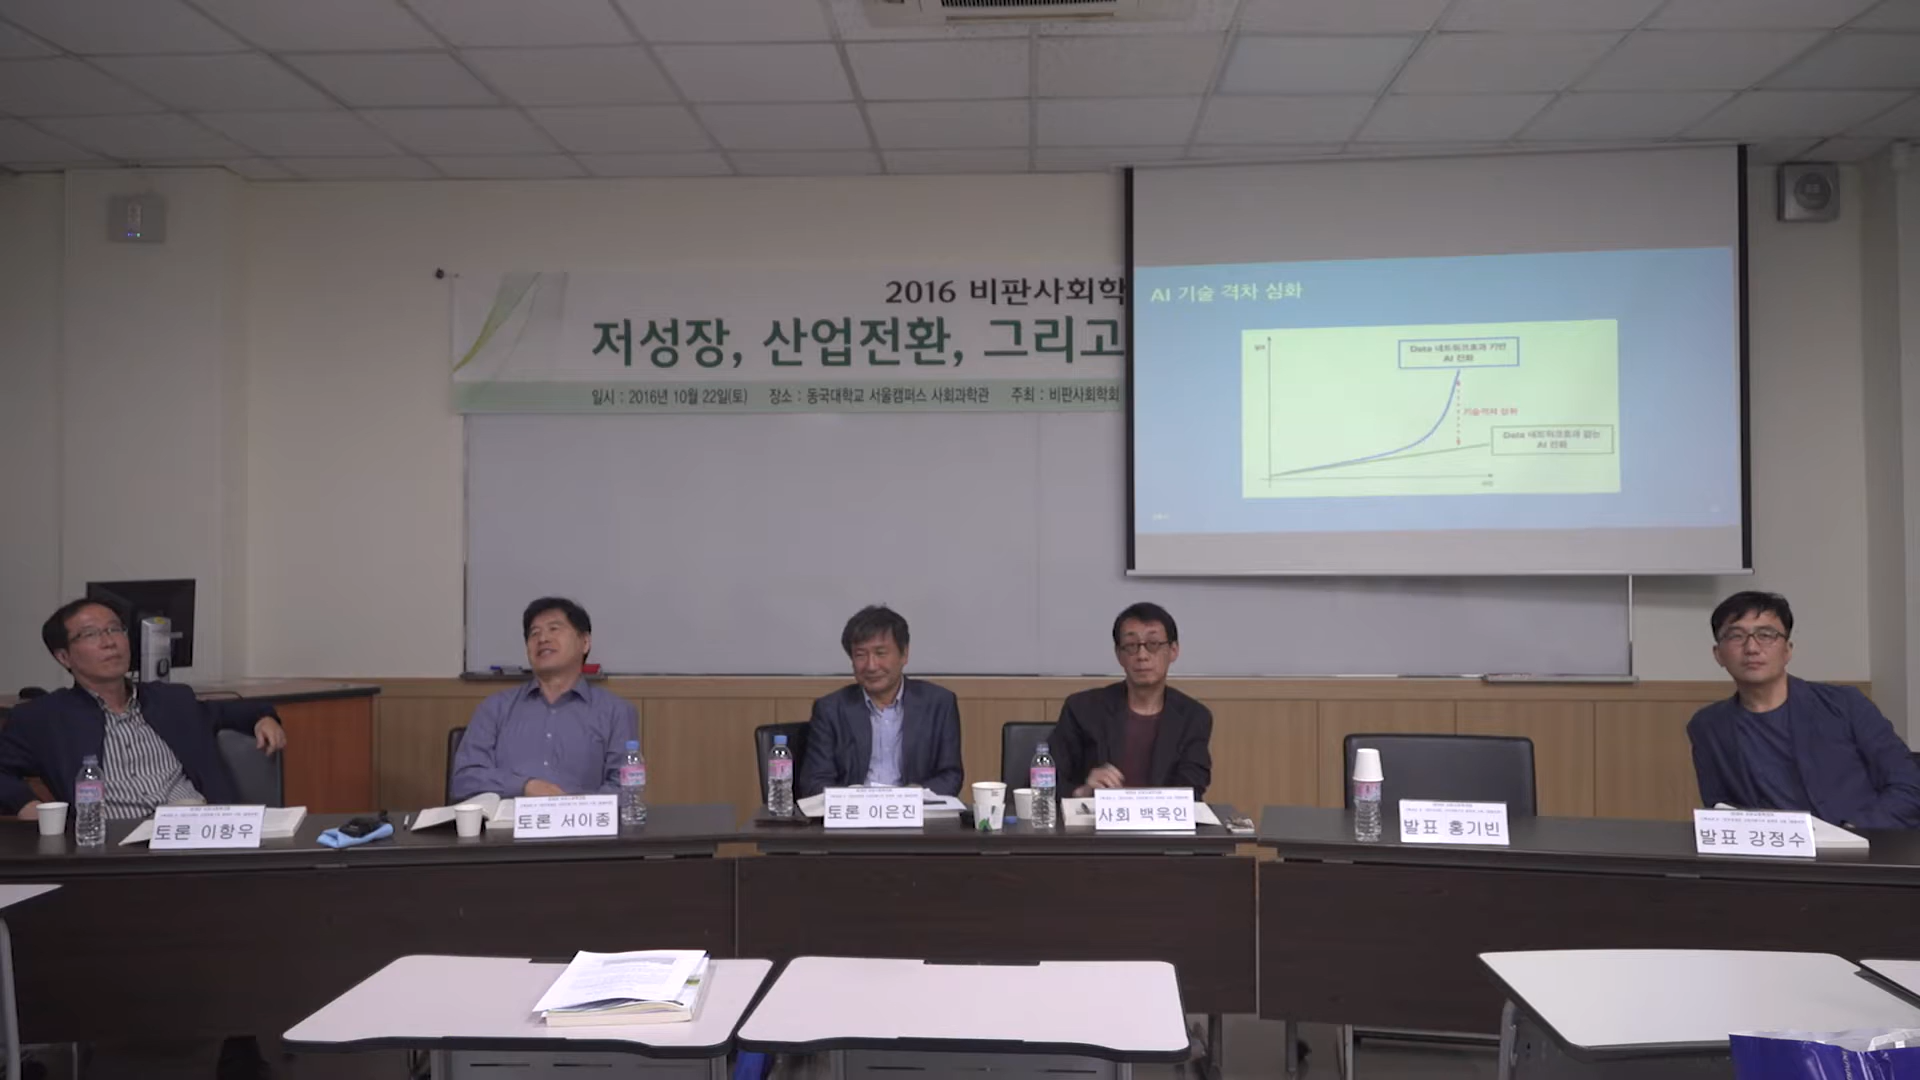 2016 비판사회학
저성장, 산업전환, 그리고
일시 : 2016년 10월 22일(토) 장소 : 동국대학교 서울캠퍼스 사회과학관 주최 : 비판사회학회
AI 기술 격차 심화
Data 네트워크효과 기반
AI 진화
기술격차 심화
Data 네트워크효과 없는
AI 진화
토론 이항우
토론 서이종
토론 이은진
사회 백욱인
발표 홍기빈
발표 강정수